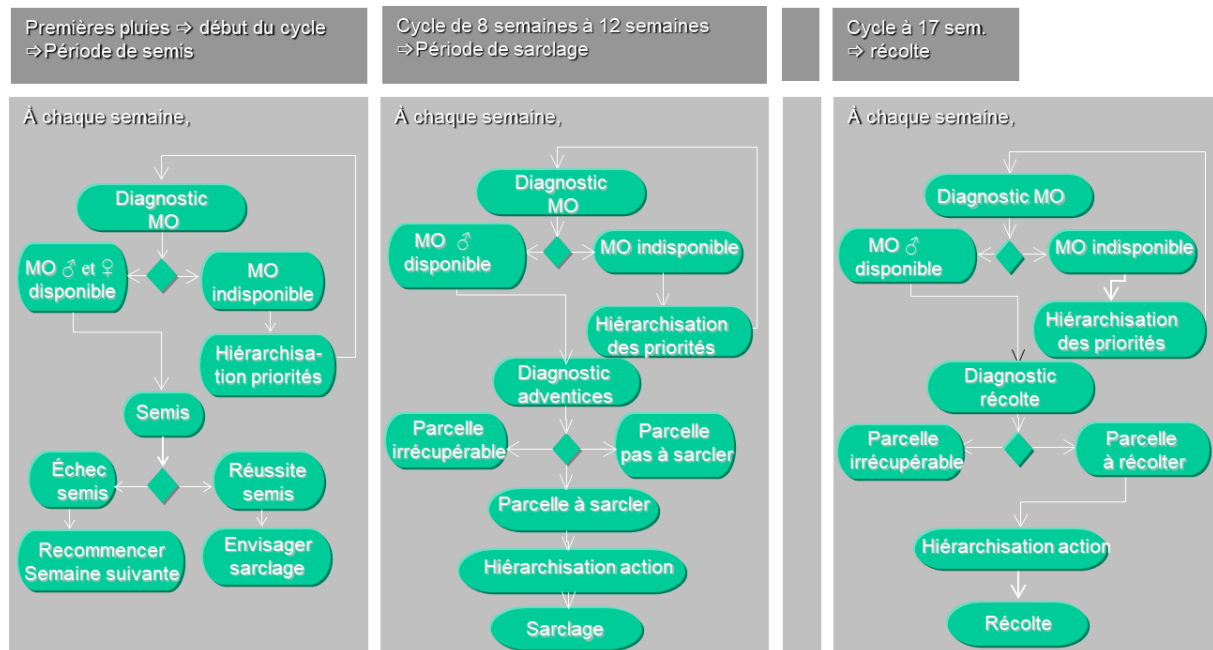 Premières pluies ⇨ début du cycle
⇨Période de semis
À chaque semaine,
Diagnostic
MO
MO ♂ et ♀
disponible
MO
indisponible
Hiérarchisa-
tion priorités
Semis
Échec
semis
Réussite
semis
Recommencer
Semaine suivante
Envisager
sarclage
Cycle de 8 semaines à 12 semaines
⇨Période de sarclage
À chaque semaine,
Diagnostic
MO
MO ♂
disponible
MO indisponible
Hiérarchisation
des priorités
Diagnostic
adventices
Parcelle
irrécupérable
Parcelle
pas à sarcler
Parcelle à sarcler
Hiérarchisation action
Sarclage
Cycle à 17 sem.
⇨ récolte
À chaque semaine,
Diagnostic MO
MO ♂
disponible
MO indisponible
Hiérarchisation
des priorités
Diagnostic
récolte
Parcelle
irrécupérable
Parcelle
à récolter
Hiérarchisation action
Récolte